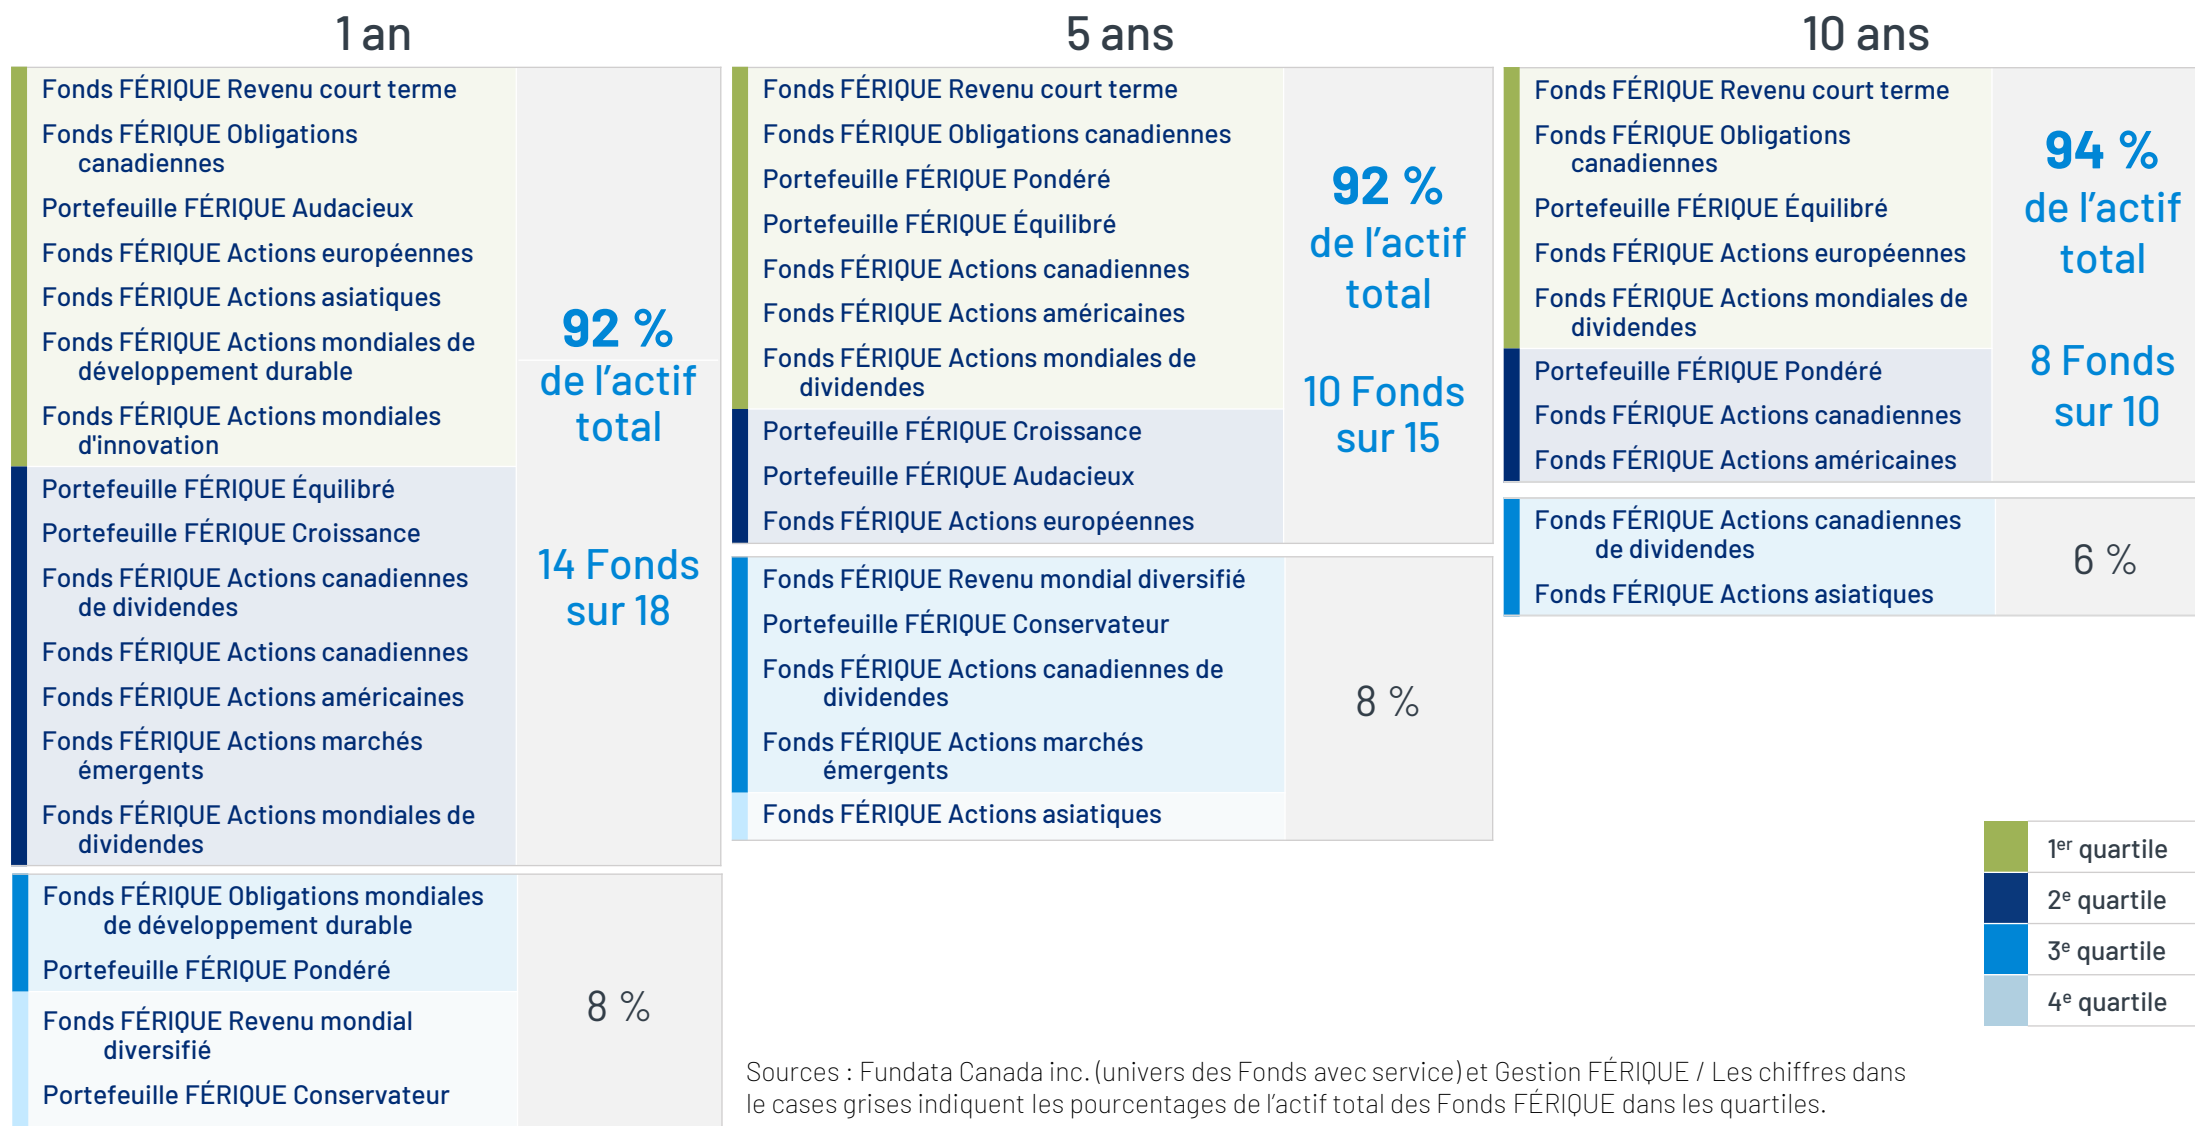 1 an
Fonds FÉRIQUE Revenu court terme
Fonds FÉRIQUE Obligations
canadiennes
Portefeuille FÉRIQUE Audacieux
Fonds FÉRIQUE Actions européennes
Fonds FÉRIQUE Actions asiatiques
Fonds FÉRIQUE Actions mondiales de
développement durable
Fonds FÉRIQUE Actions mondiales
d'innovation
Portefeuille FÉRIQUE Équilibré
Portefeuille FÉRIQUE Croissance
Fonds FÉRIQUE Actions canadiennes
de dividendes
Fonds FÉRIQUE Actions canadiennes
Fonds FÉRIQUE Actions américaines
Fonds FÉRIQUE Actions marchés
émergents
Fonds FÉRIQUE Actions mondiales de
dividendes
92 %
de l’actif
total
14 Fonds
sur 18
Fonds FÉRIQUE Obligations mondiales
de développement durable
Portefeuille FÉRIQUE Pondéré
Fonds FÉRIQUE Revenu mondial
diversifié
Portefeuille FÉRIQUE Conservateur
8 %
5 ans
Fonds FÉRIQUE Revenu court terme
Fonds FÉRIQUE Obligations canadiennes
Portefeuille FÉRIQUE Pondéré
Portefeuille FÉRIQUE Équilibré
Fonds FÉRIQUE Actions canadiennes
Fonds FÉRIQUE Actions américaines
Fonds FÉRIQUE Actions mondiales de
dividendes
Portefeuille FÉRIQUE Croissance
Portefeuille FÉRIQUE Audacieux
Fonds FÉRIQUE Actions européennes
92 %
de l’actif
total
10 Fonds
sur 15
Fonds FÉRIQUE Revenu mondial diversifié
Portefeuille FÉRIQUE Conservateur
Fonds FÉRIQUE Actions canadiennes de
dividendes
Fonds FÉRIQUE Actions marchés
émergents
Fonds FÉRIQUE Actions asiatiques
8 %
10 ans
Fonds FÉRIQUE Revenu court terme
Fonds FÉRIQUE Obligations
canadiennes
Portefeuille FÉRIQUE Équilibré
Fonds FÉRIQUE Actions européennes
Fonds FÉRIQUE Actions mondiales de
dividendes
Portefeuille FÉRIQUE Pondéré
Fonds FÉRIQUE Actions canadiennes
Fonds FÉRIQUE Actions américaines
94 %
de l’actif
total
8 Fonds
sur 10
Fonds FÉRIQUE Actions canadiennes
de dividendes
Fonds FÉRIQUE Actions asiatiques
6 %
1er quartile
2e quartile
3e quartile
4e quartile
Sources : Fundata Canada inc. (univers des Fonds avec service) et Gestion FÉRIQUE / Les chiffres dans
le cases grises indiquent les pourcentages de l’actif total des Fonds FÉRIQUE dans les quartiles.